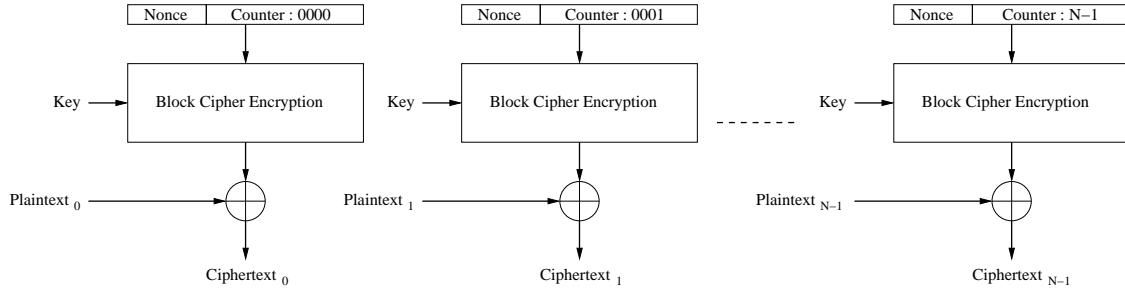 Nonce Counter : 0000 Nonce Counter : 0001 Nonce Counter : N−1
Key Block Cipher Encryption Key Block Cipher Encryption Key Block Cipher Encryption
Plaintext 0 Plaintext 1 Plaintext N−1
Ciphertext 0 Ciphertext 1 Ciphertext N−1